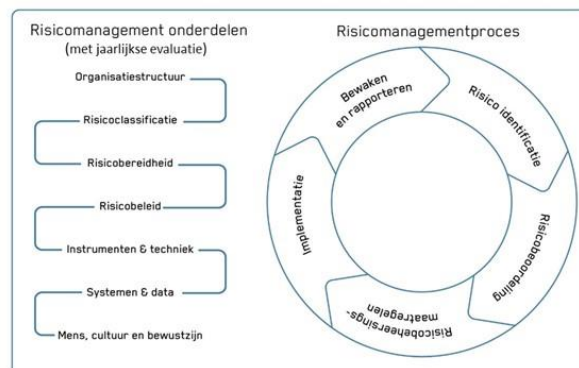 Risicomanagement onderdelen
(met jaarlijkse evaluatie)
Organisatiestructuur
Risicoclassificatie
Risicobereidheid
Risicobeleid
Instrumenten & techniek
Systemen & data
Mens, cultuur en bewustzijn
Risicomanagementproces
Bewaken
en rapporteren
Risico identificatie
Risicobeoordeling
Risicobeheersings-
maatregelen
Implementatie